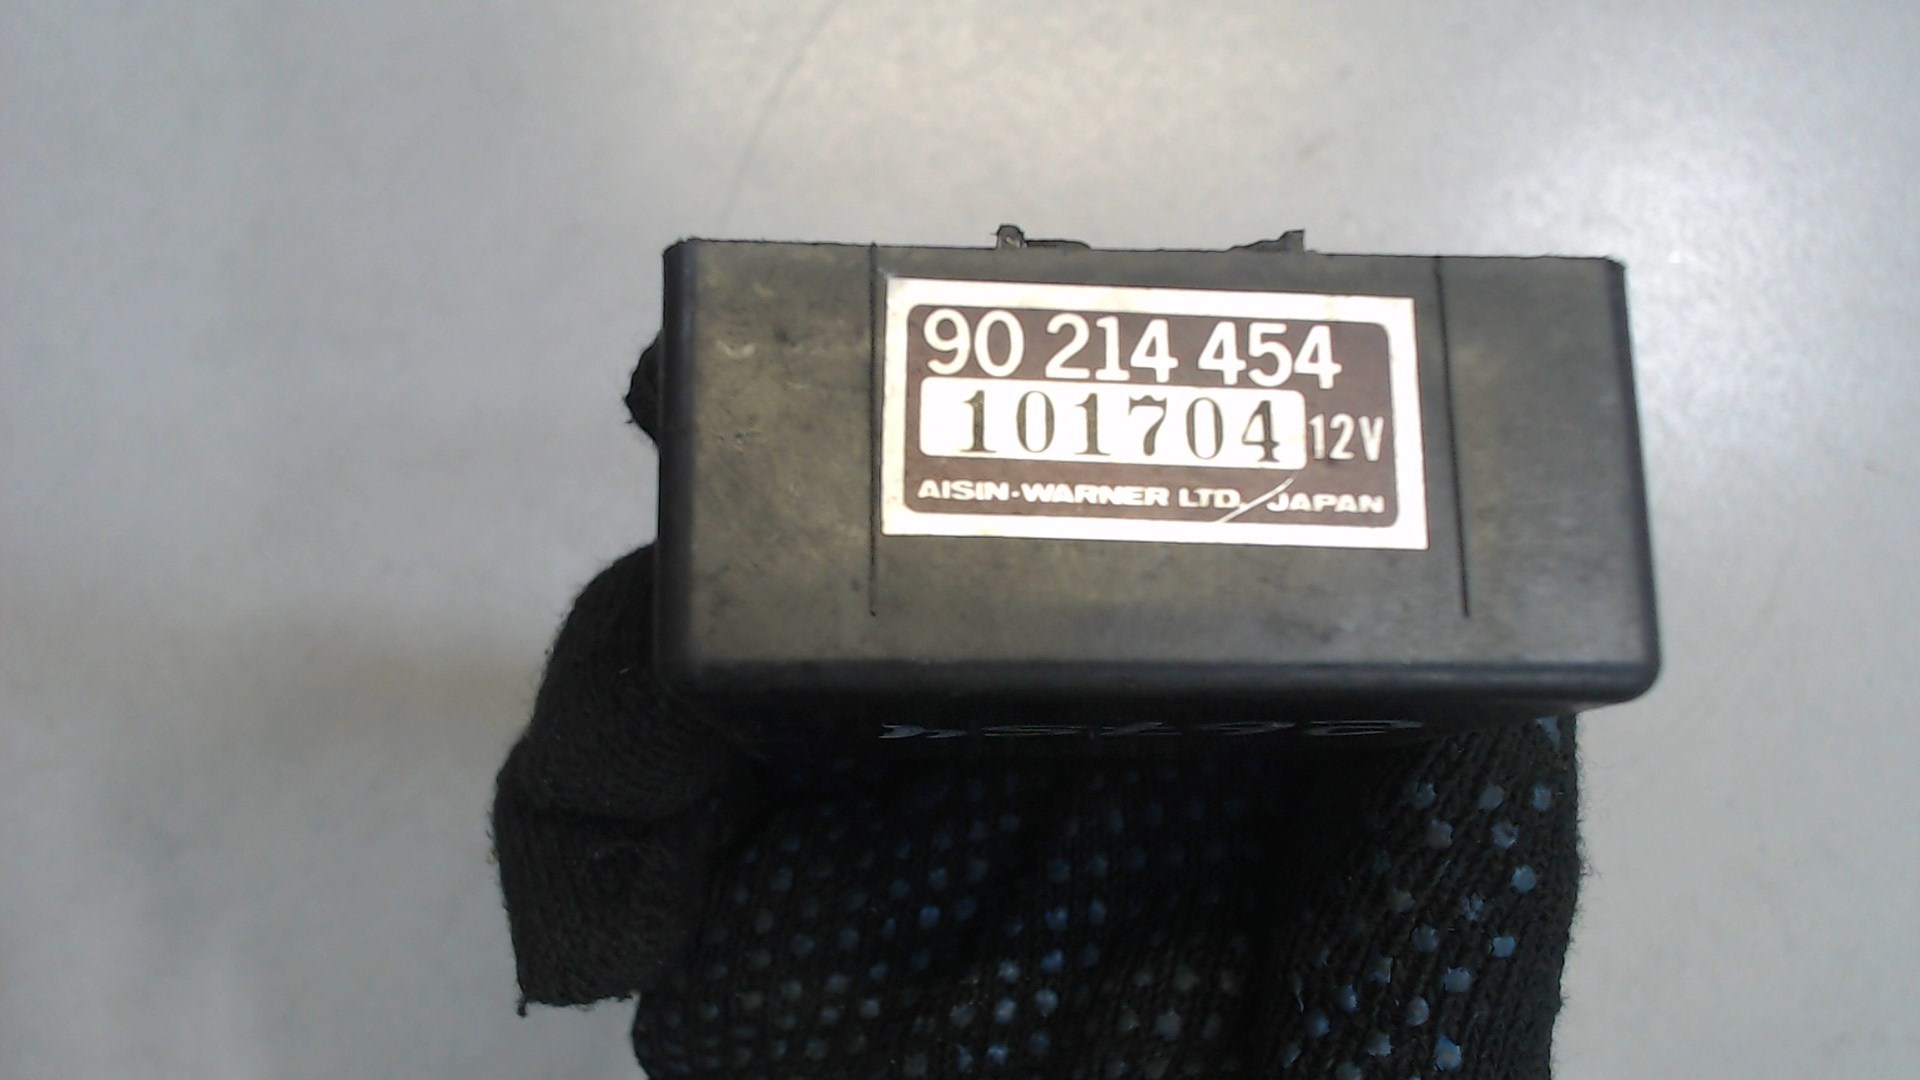 90 214 454
101704 12V
AISIN-WARNER LTD. JAPAN